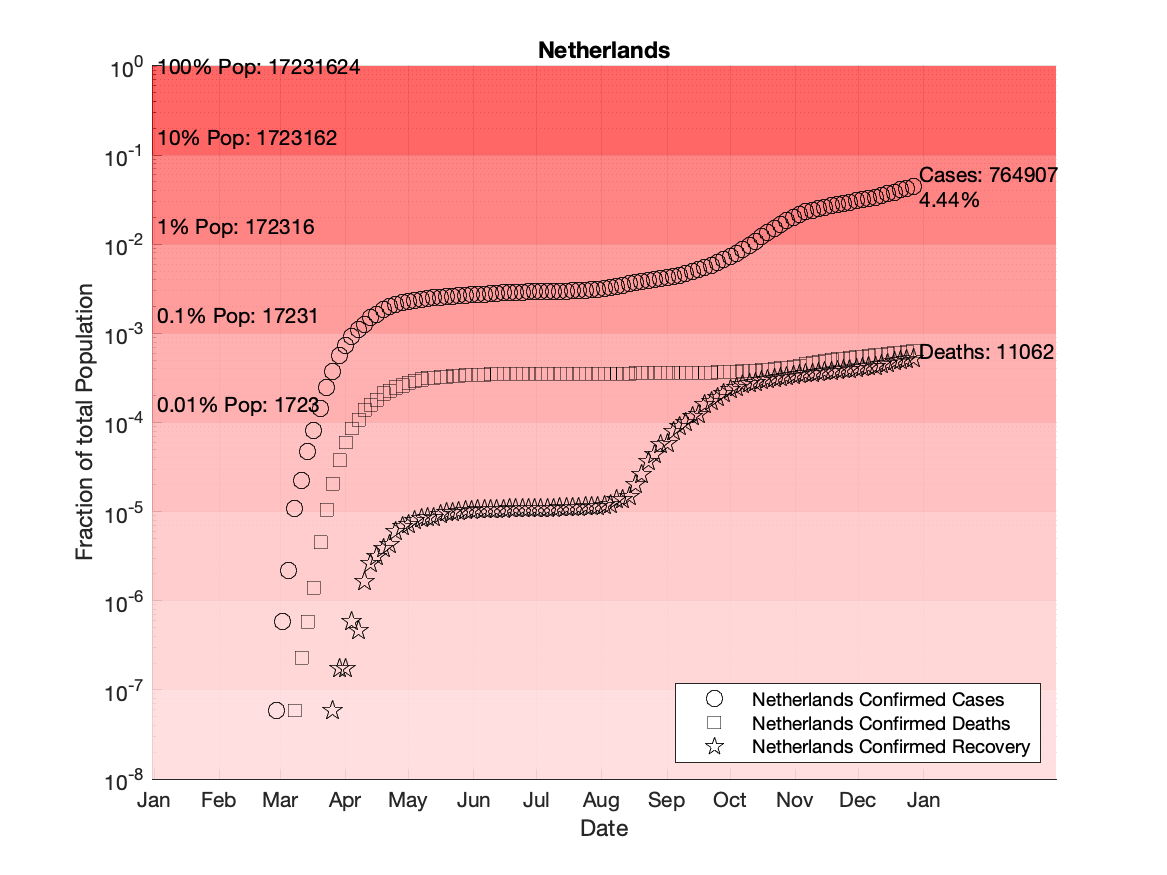 Netherlands
10^0
100% Pop: 17231624
10% Pop: 1723162
10^-1
Cases: 764907
4.44%
1% Pop: 172316
10^-2
0.1% Pop: 17231
10^-3
Deaths: 11062
0.01% Pop: 1723
10^-4
10^-5
10^-6
10^-7
10^-8
Fraction of total Population
Netherlands Confirmed Cases
Netherlands Confirmed Deaths
Netherlands Confirmed Recovery
Jan Feb Mar Apr May Jun Jul Aug Sep Oct Nov Dec Jan
Date